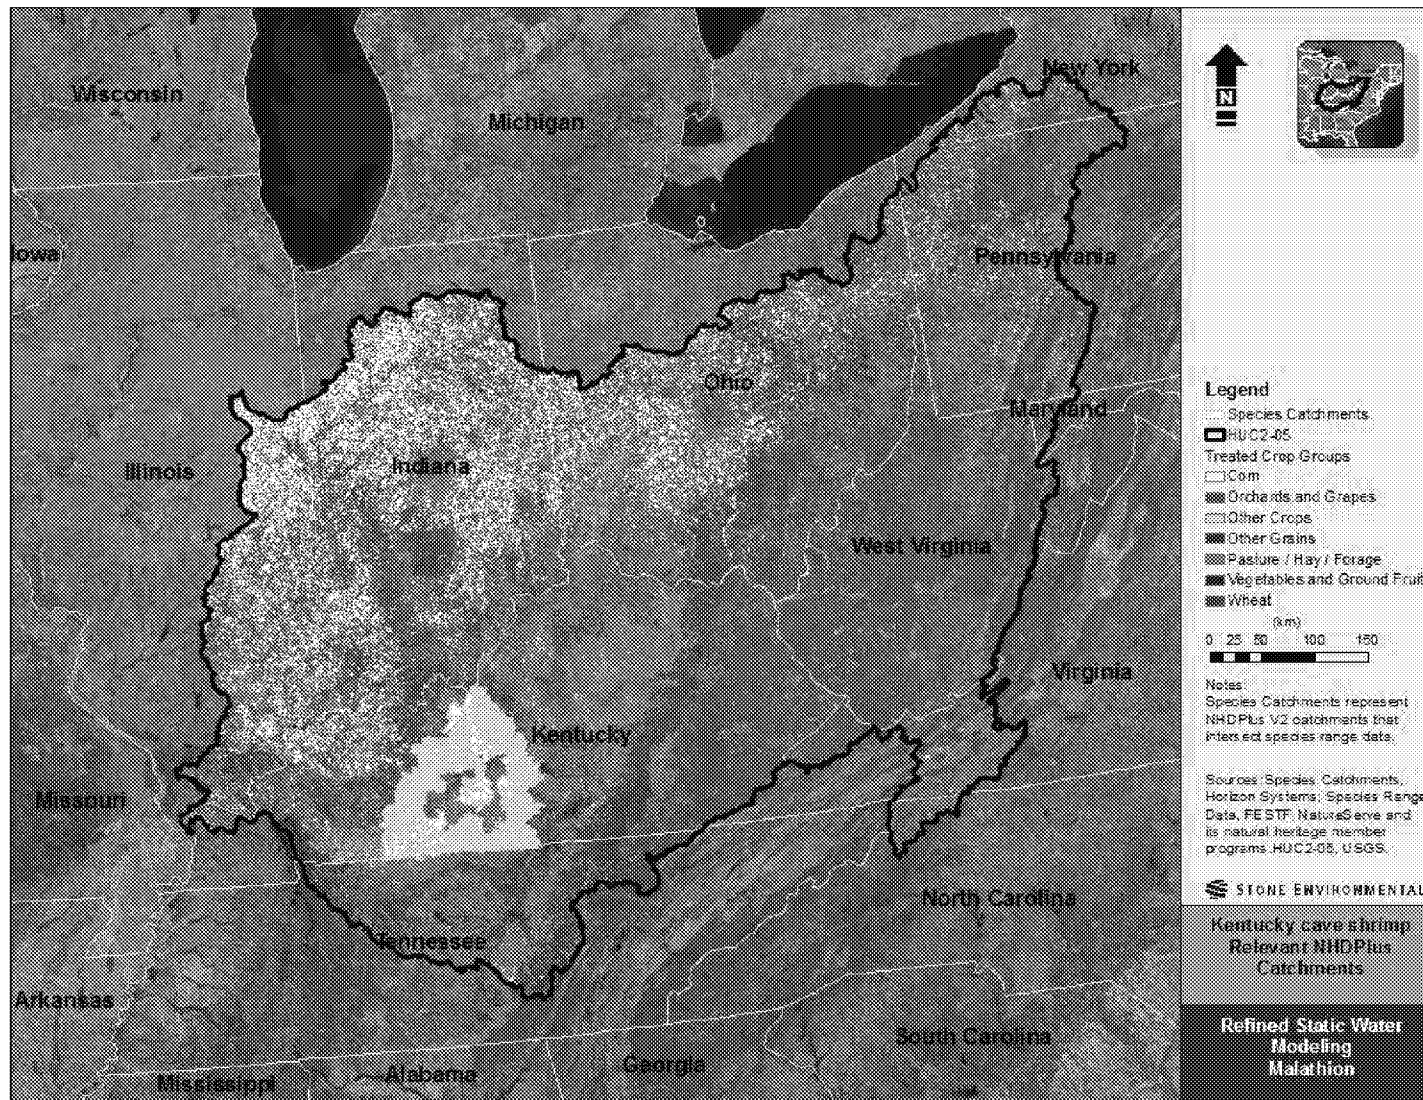 Wisconsin
Michigan
New York
Iowa
Pennsylvania
Ohio
Maryland
Illinois
Indiana
West Virginia
Virginia
Kentucky
Missouri
North Carolina
Tennessee
Arkansas
South Carolina
Georgia
Alabama
Mississippi
N
Legend
Species Catchments
HUC2-05
Treated Crop Groups
Corn
Orchards and Grapes
Other Crops
Other Grains
Pasture / Hay / Forage
Vegetables and Ground Fruit
Wheat
(km)
0 25 50 100 150
Notes:
Species Catchments represent
NHDPlus V2 catchments that
intersect species range data.
Sources: Species Catchments,
Horizon Systems; Species Range
Data, FESTF, NatureServe and
its natural heritage member
programs. HUC2-05, USGS.
STONE ENVIRONMENTAL
Kentucky cave shrimp
Relevant NHDPlus
Catchments
Refined Static Water
Modeling
Malathion